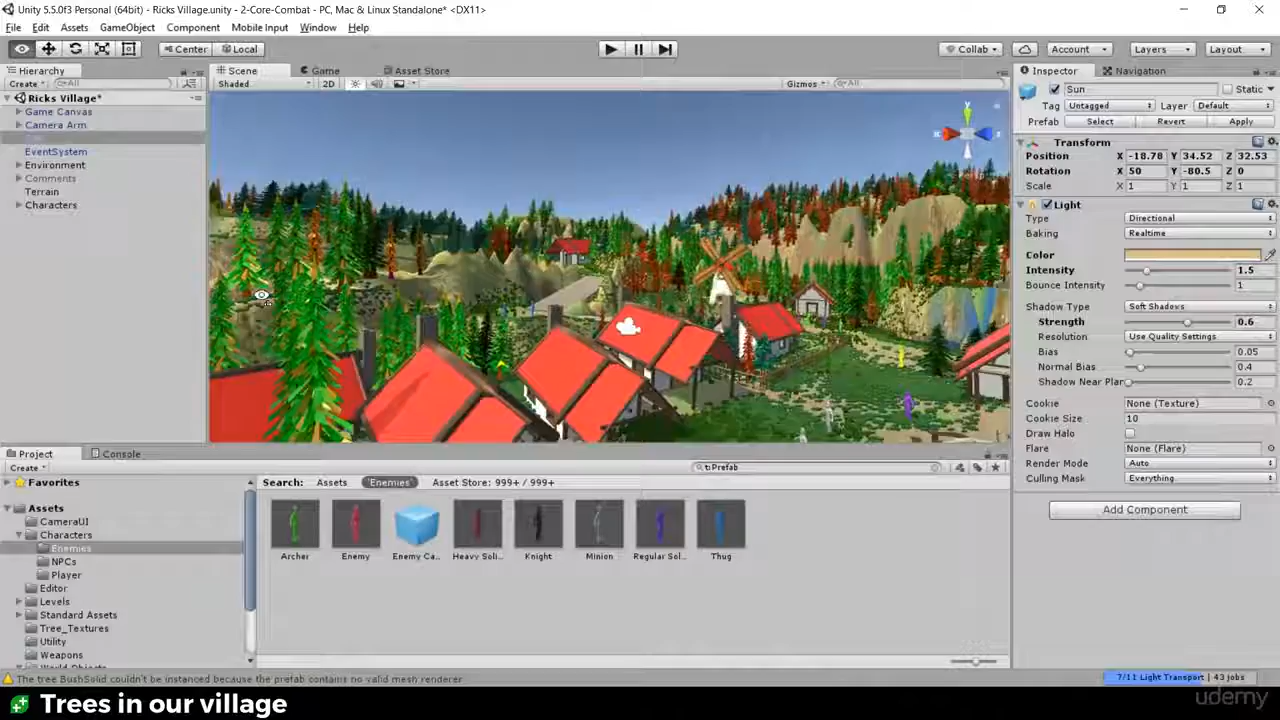 Unity 5.5.0f3 Personal (64bit) - Ricks Village.unity - 2-Core-Combat - PC, Mac & Linux Standalone* <DX11>
File Edit Assets GameObject Component Mobile Input Window Help
Center Local Collab Account Layers Layout
Hierarchy
Create All
Ricks Village*
Game Canvas
Camera Arm
EventSystem
Environment
Comments
Terrain
Characters
Scene Game Asset Store
Shaded 2D Gizmos All
Inspector Navigation
Sun Static
Tag Untagged Layer Default
Prefab Select Revert Apply
Transform
Position X -18.78 Y 34.52 Z 32.53
Rotation X 50 Y -80.5 Z 0
Scale X 1 Y 1 Z 1
Light
Type Directional
Baking Realtime
Color
Intensity 1.5
Bounce Intensity 1
Shadow Type Soft Shadows
Strength 0.6
Resolution Use Quality Settings
Bias 0.05
Normal Bias 0.4
Shadow Near Plar 0.2
Cookie None (Texture)
Cookie Size 10
Draw Halo
Flare None (Flare)
Render Mode Auto
Culling Mask Everything
Add Component
Project Console
Create t:Prefab
Favorites
Assets
CameraUI
Characters
Enemies
NPCs
Player
Editor
Levels
Standard Assets
Tree_Textures
Utility
Weapons
World Objects
Search: Assets 'Enemies' Asset Store: 999+ / 999+
Archer Enemy Enemy Ca... Heavy Soli... Knight Minion Regular Sol... Thug
The tree BushSolid couldn't be instanced because the prefab contains no valid mesh renderer
7/11 Light Transport | 43 jobs
Trees in our village
udemy